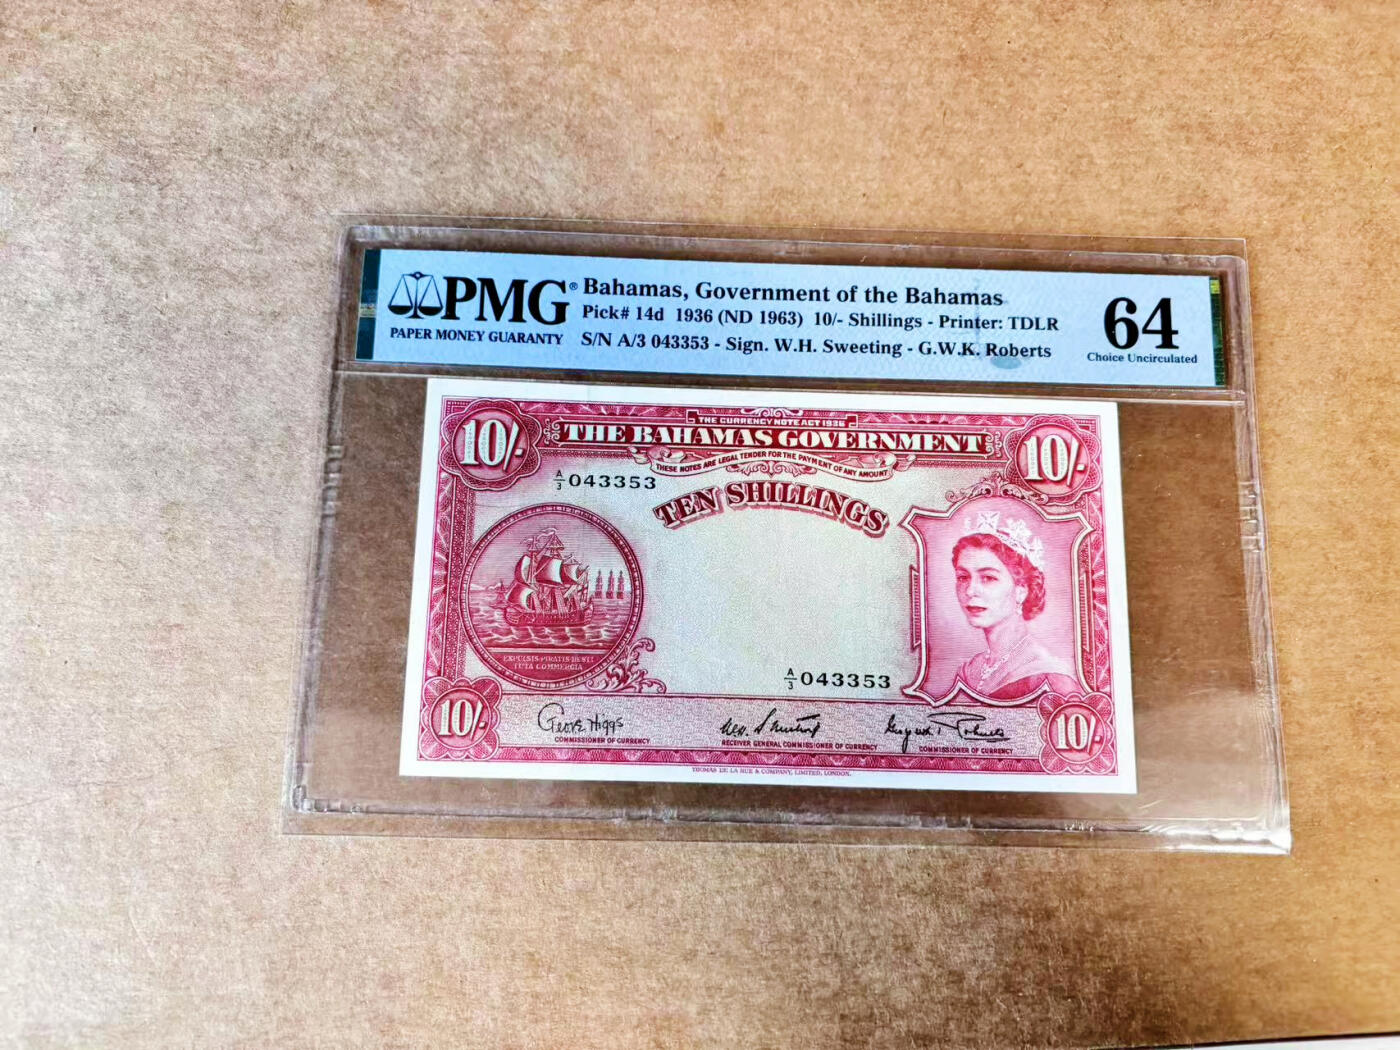 PMG®
PAPER MONEY GUARANTY
Bahamas, Government of the Bahamas
Pick# 14d 1936 (ND 1963) 10/- Shillings - Printer: TDLR
S/N A/3 043353 - Sign. W.H. Sweeting - G.W.K. Roberts
64
Choice Uncirculated
THE CURRENCY NOTE ACT 1936
10/- THE BAHAMAS GOVERNMENT 10/-
THESE NOTES ARE LEGAL TENDER FOR THE PAYMENT OF ANY AMOUNT
A/3 043353
TEN SHILLINGS
EXPULSIS PIRATIS RESTI
TUTA COMMERCIA
A/3 043353
10/- 10/-
George Higgs
COMMISSIONER OF CURRENCY
RECEIVER GENERAL COMMISSIONER OF CURRENCY
COMMISSIONER OF CURRENCY
THOMAS DE LA RUE & COMPANY, LIMITED, LONDON.